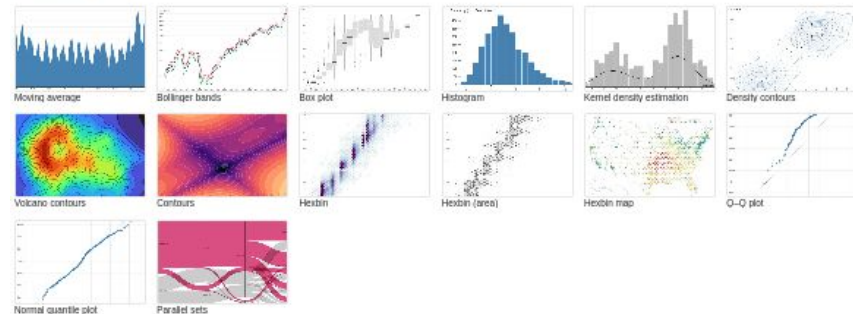 Moving average
Bollinger bands
Box plot
Histogram
Kernel density estimation
Density contours
Volcano contours
Contours
Hexbin
Hexbin (area)
Hexbin map
Q–Q plot
Normal quantile plot
Parallel sets